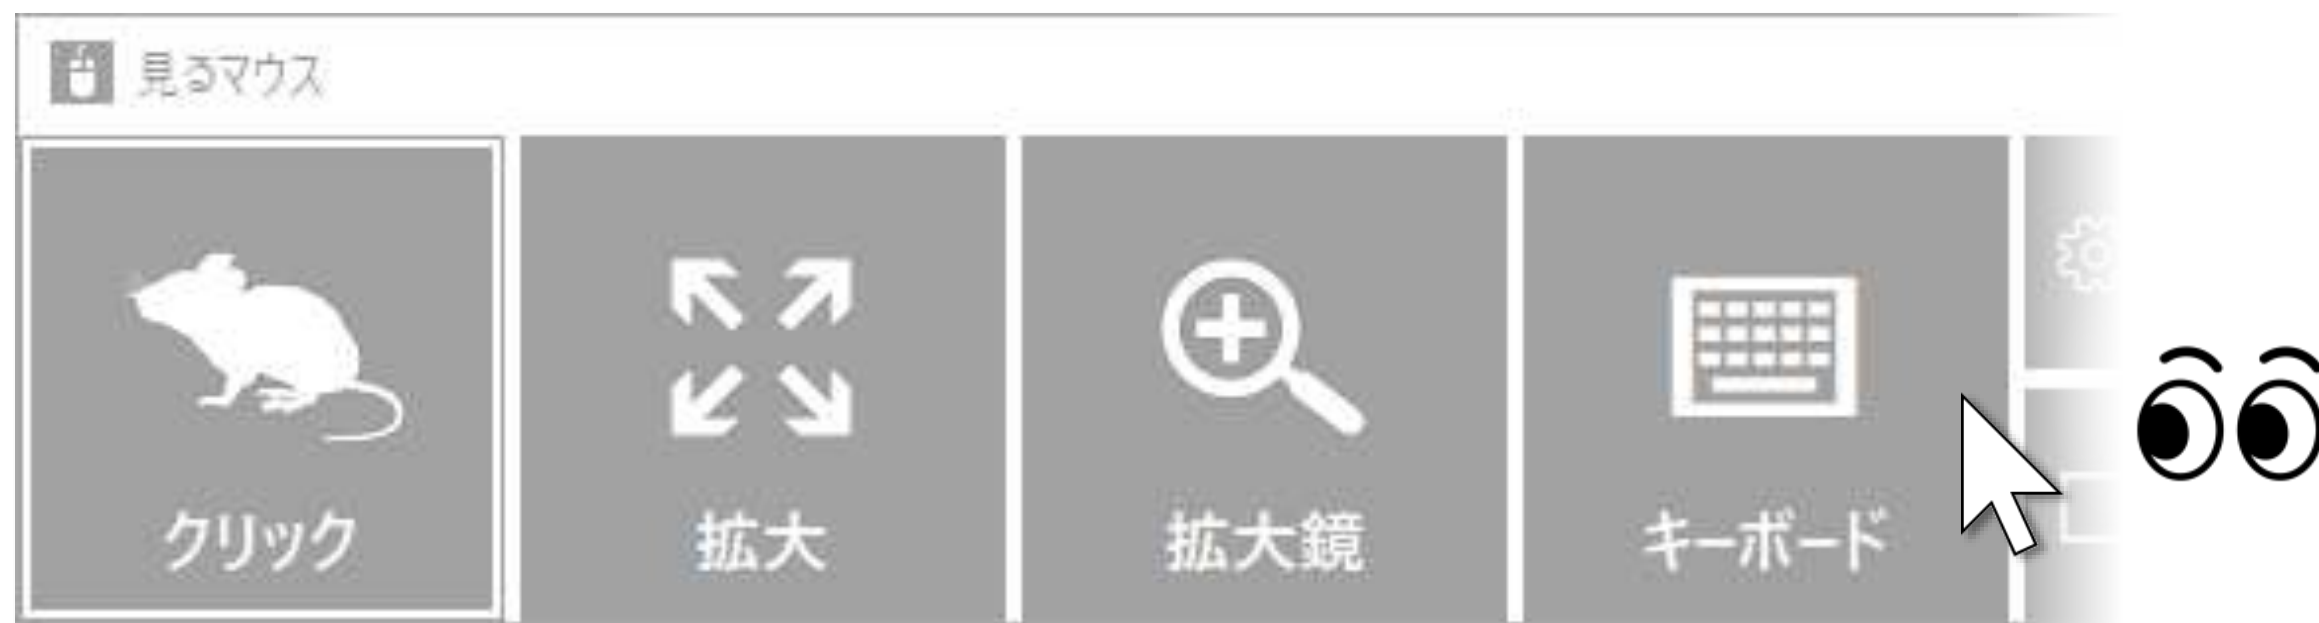 見るマウス
クリック
拡大
拡大鏡
キーボード